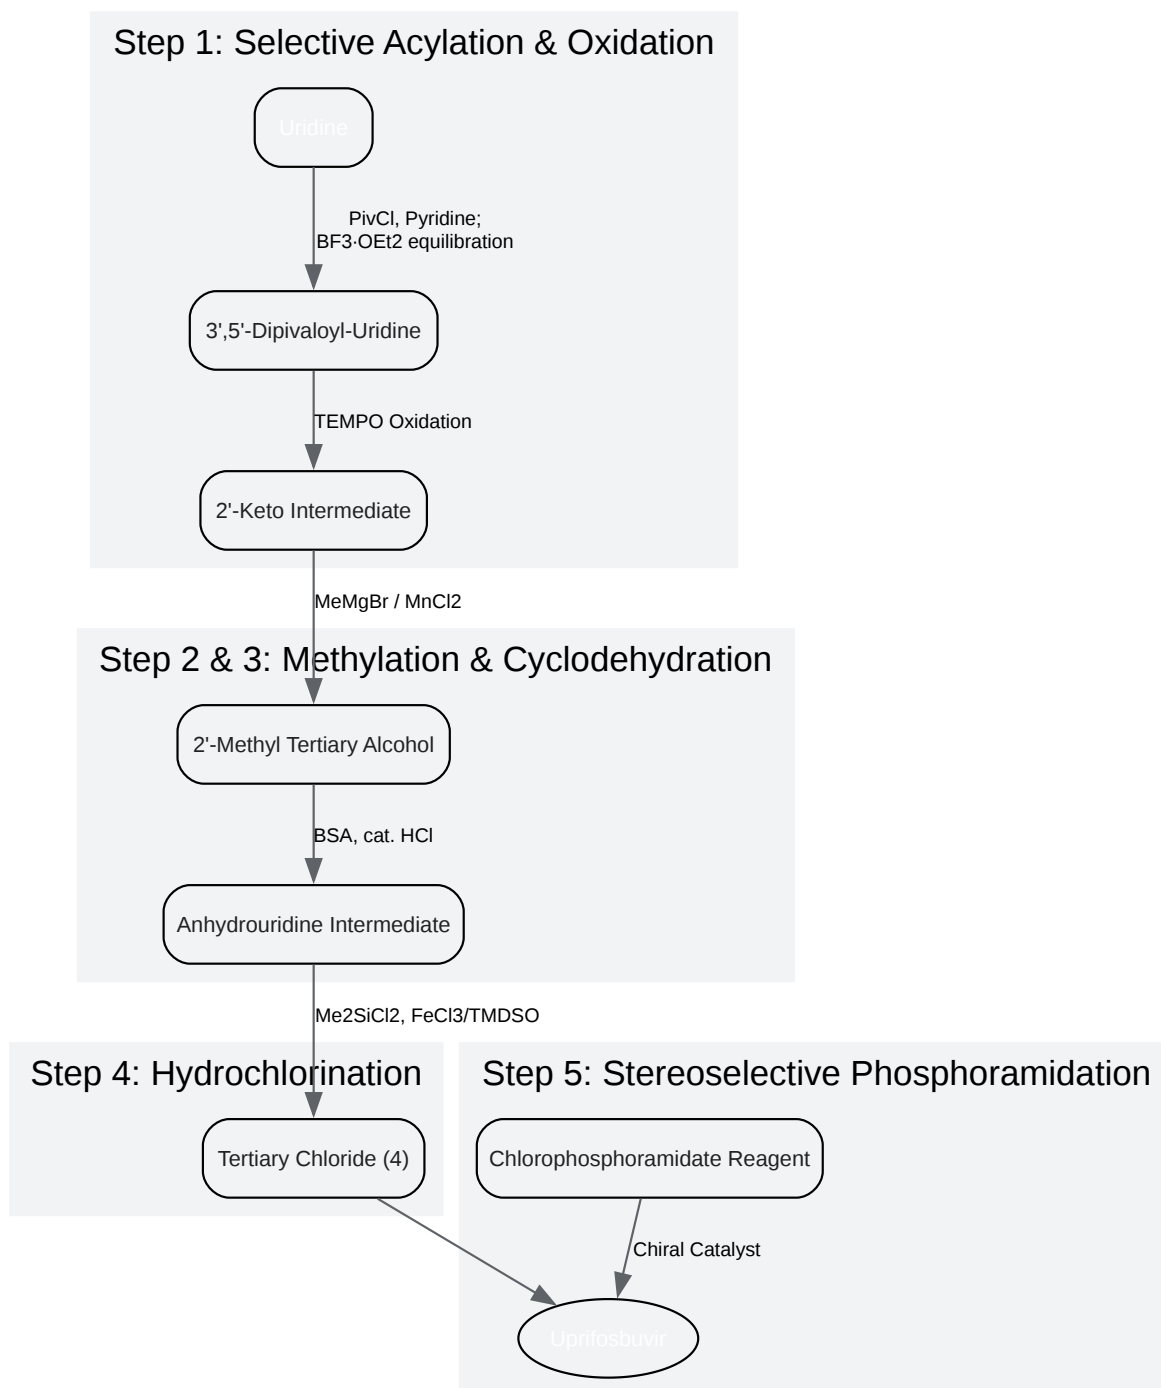 Step 1: Selective Acylation & Oxidation
Uridine
PivCl, Pyridine;
BF3·OEt2 equilibration
3',5'-Dipivaloyl-Uridine
TEMPO Oxidation
2'-Keto Intermediate
MeMgBr / MnCl2
Step 2 & 3: Methylation & Cyclodehydration
2'-Methyl Tertiary Alcohol
BSA, cat. HCl
Anhydrouridine Intermediate
Me2SiCl2, FeCl3/TMDSO
Step 4: Hydrochlorination
Tertiary Chloride (4)
Step 5: Stereoselective Phosphoramidation
Chlorophosphoramidate Reagent
Chiral Catalyst
Uprifosbuvir